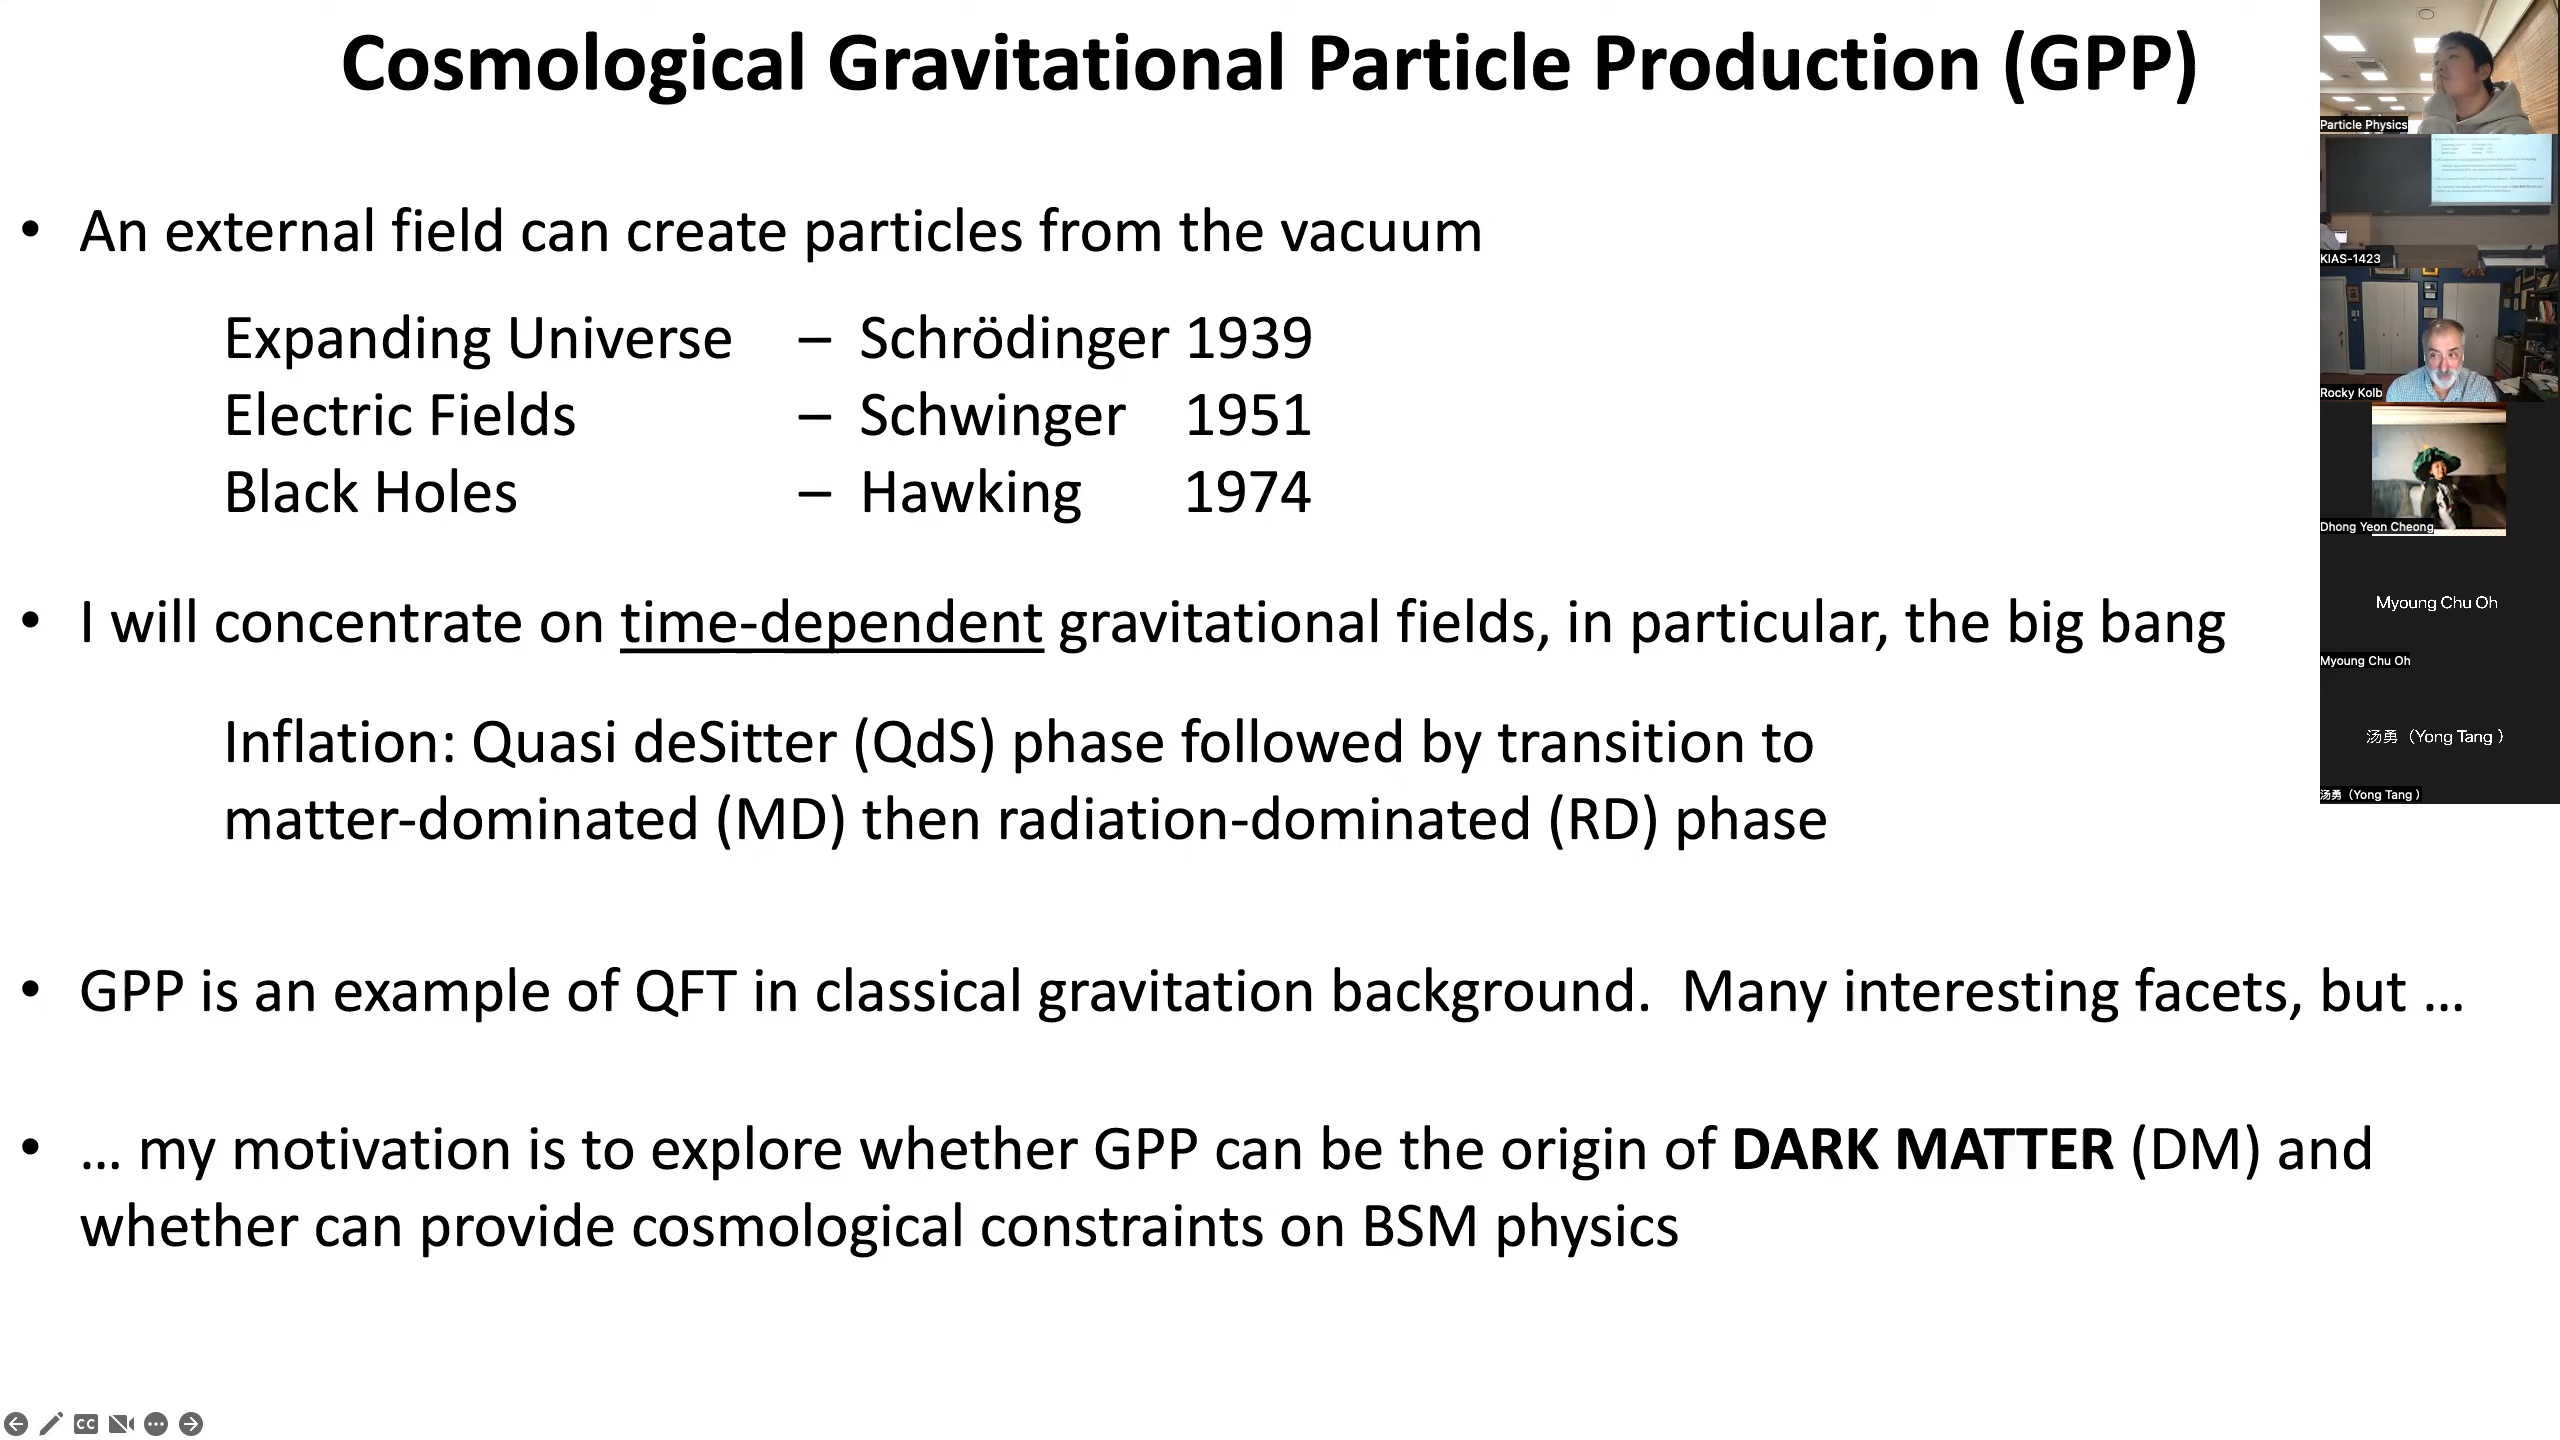 Cosmological Gravitational Particle Production (GPP)
• An external field can create particles from the vacuum
Expanding Universe – Schrödinger 1939
Electric Fields – Schwinger 1951
Black Holes – Hawking 1974
• I will concentrate on time-dependent gravitational fields, in particular, the big bang
Inflation: Quasi deSitter (QdS) phase followed by transition to
matter-dominated (MD) then radiation-dominated (RD) phase
• GPP is an example of QFT in classical gravitation background. Many interesting facets, but ...
• ... my motivation is to explore whether GPP can be the origin of DARK MATTER (DM) and
whether can provide cosmological constraints on BSM physics
Particle Physics
KIAS-1423
Rocky Kolb
Dhong Yeon Cheong
Myoung Chu Oh
Myoung Chu Oh
汤勇（Yong Tang ）
汤勇（Yong Tang ）
CC